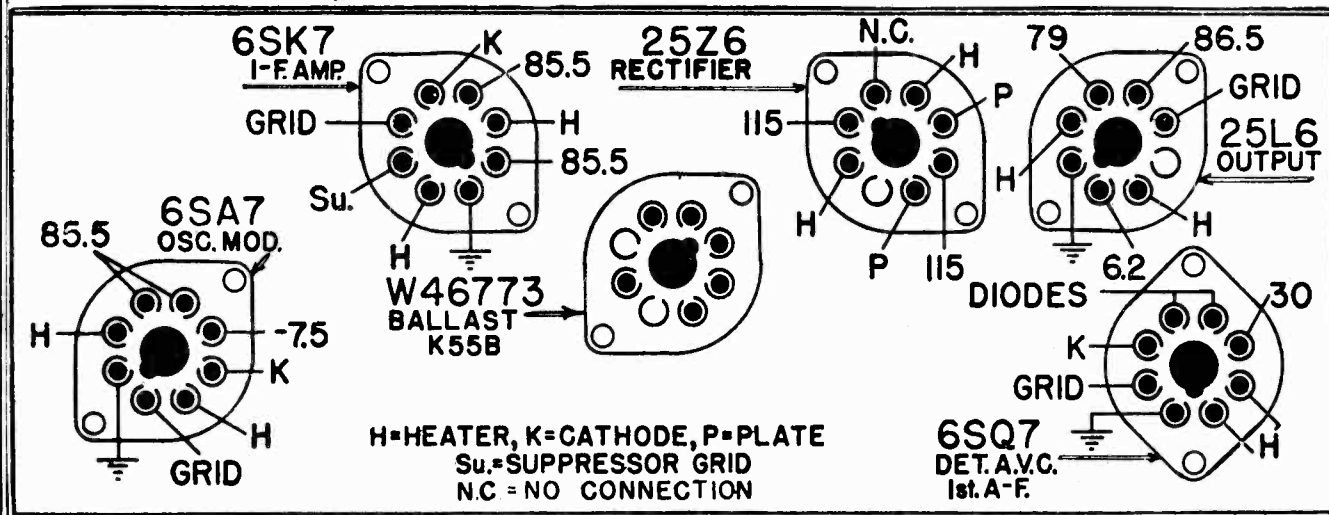 6SK7
I-F. AMP.
GRID
Su.
H
K
85.5
H
85.5
25Z6
RECTIFIER
N.C.
H
P
115
H
P
115
79
86.5
GRID
H
25L6
OUTPUT
H
6.2
6SA7
OSC. MOD.
85.5
H
-7.5
K
H
GRID
W46773
BALLAST
K55B
DIODES
30
K
GRID
H
6SQ7
DET. A.V.C.
1st. A-F.
H=HEATER, K=CATHODE, P=PLATE
Su.=SUPPRESSOR GRID
N.C = NO CONNECTION